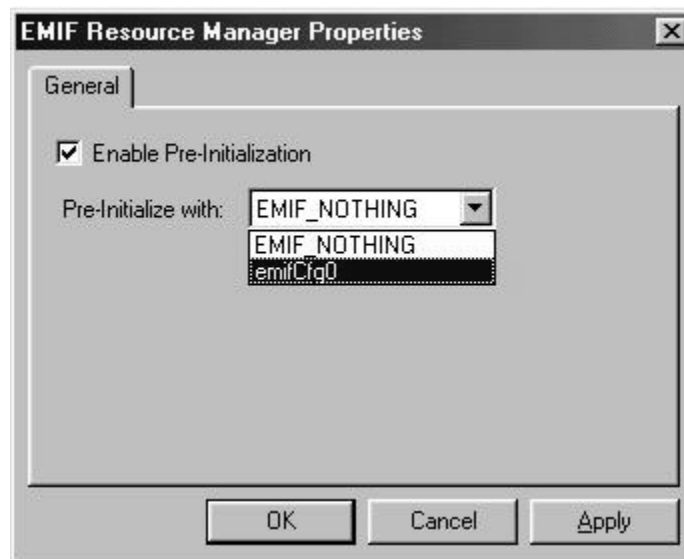 EMIF Resource Manager Properties
General
Enable Pre-Initialization
Pre-Initialize with: EMIF_NOTHING
EMIF_NOTHING
emifCfg0
OK Cancel Apply